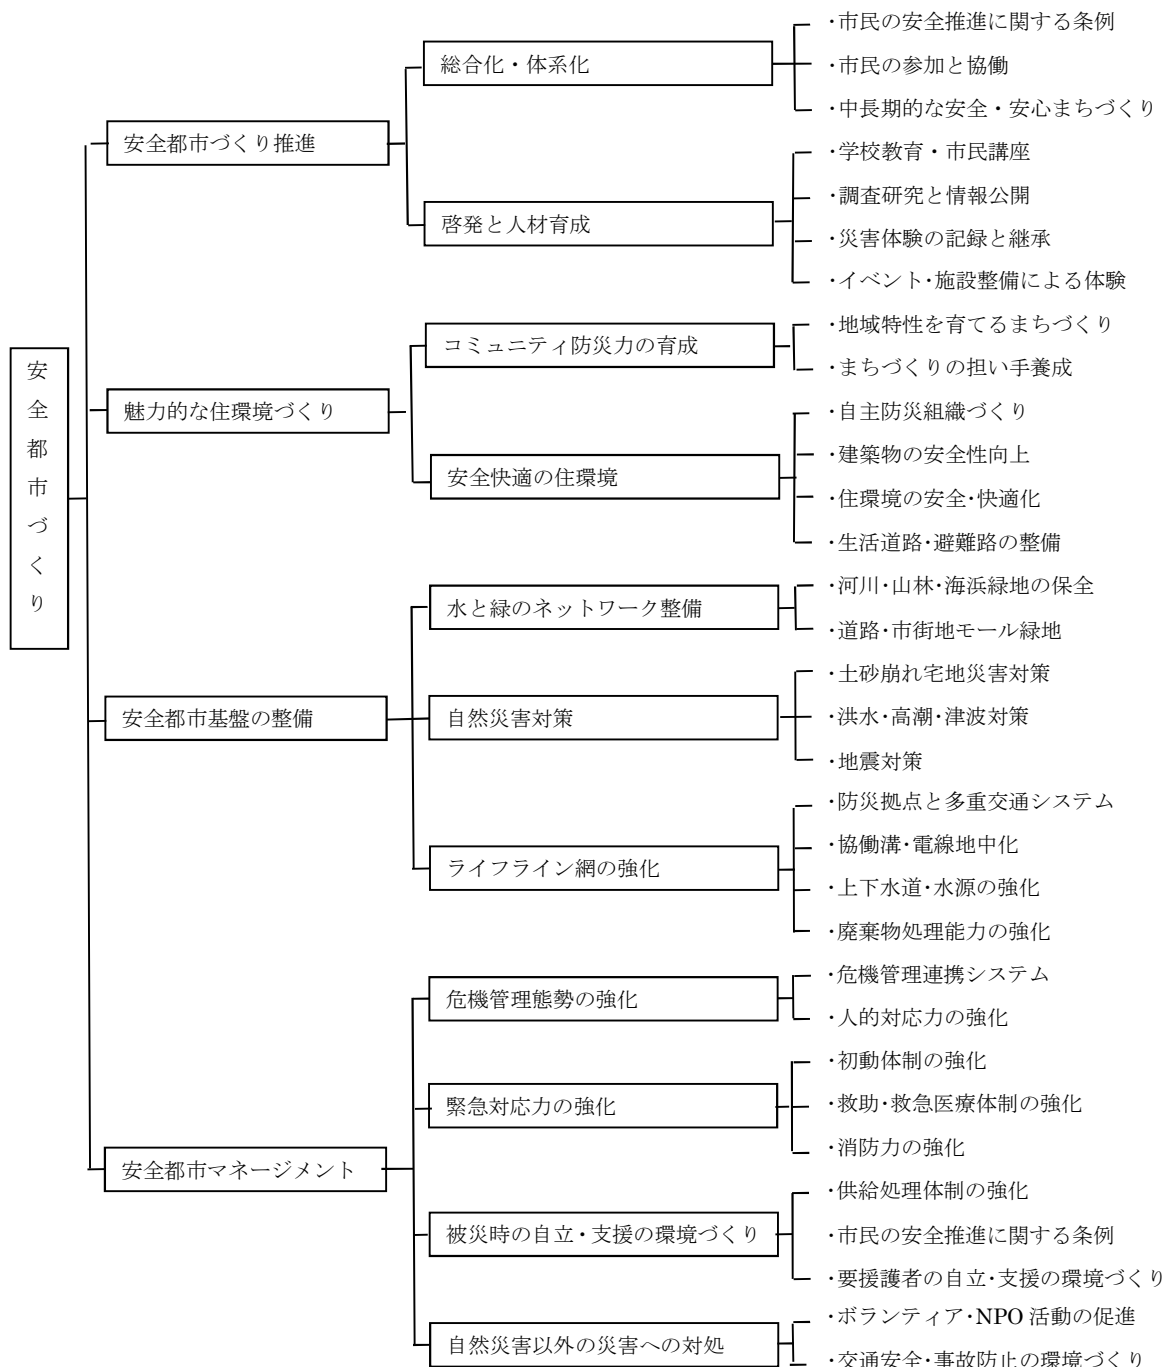 安全都市づくり
安全都市づくり推進
総合化・体系化
・市民の安全推進に関する条例
・市民の参加と協働
・中長期的な安全・安心まちづくり
啓発と人材育成
・学校教育・市民講座
・調査研究と情報公開
・災害体験の記録と継承
・イベント・施設整備による体験
魅力的な住環境づくり
コミュニティ防災力の育成
・地域特性を育てるまちづくり
・まちづくりの担い手養成
安全快適の住環境
・自主防災組織づくり
・建築物の安全性向上
・住環境の安全・快適化
・生活道路・避難路の整備
安全都市基盤の整備
水と緑のネットワーク整備
・河川・山林・海浜緑地の保全
・道路・市街地モール緑地
自然災害対策
・土砂崩れ宅地災害対策
・洪水・高潮・津波対策
・地震対策
ライフライン網の強化
・防災拠点と多重交通システム
・協働溝・電線地中化
・上下水道・水源の強化
・廃棄物処理能力の強化
安全都市マネージメント
危機管理態勢の強化
・危機管理連携システム
・人的対応力の強化
緊急対応力の強化
・初動体制の強化
・救助・救急医療体制の強化
・消防力の強化
被災時の自立・支援の環境づくり
・供給処理体制の強化
・市民の安全推進に関する条例
・要援護者の自立・支援の環境づくり
自然災害以外の災害への対処
・ボランティア・NPO 活動の促進
・交通安全・事故防止の環境づくり